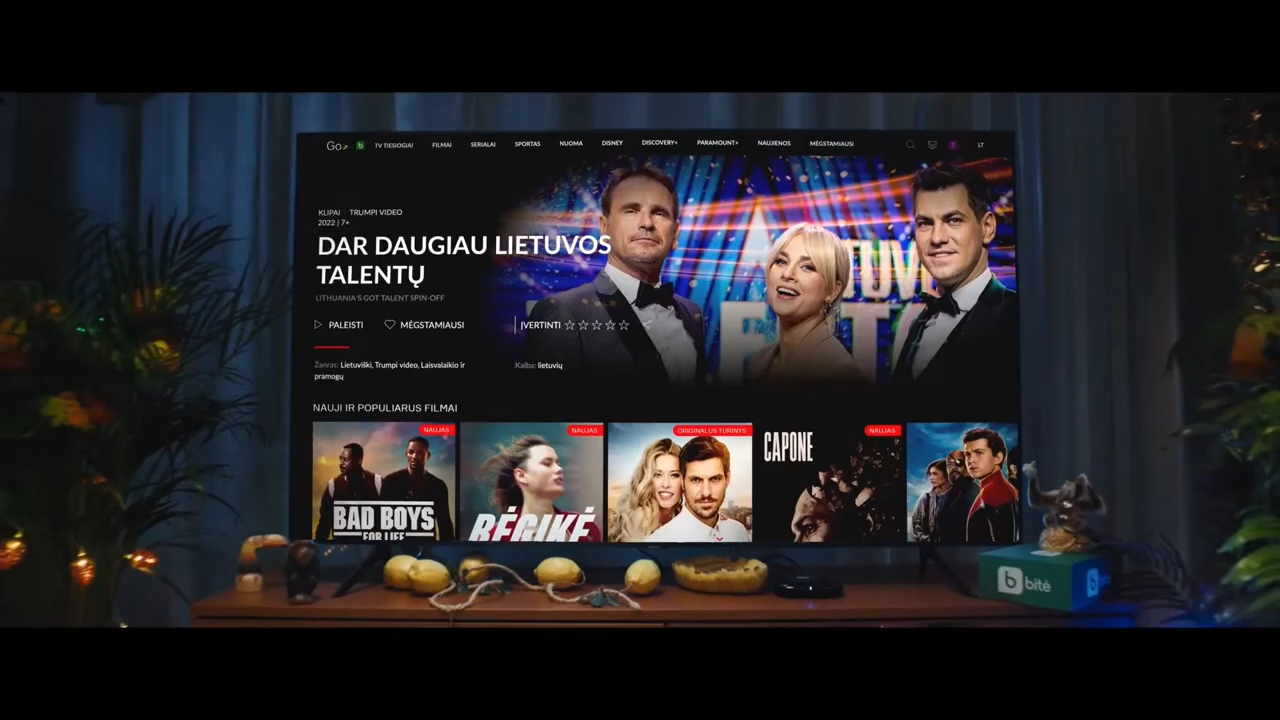 Go
b
TV TIESIOGIAI
FILMAI
SERIALAI
SPORTAS
NUOMA
DISNEY
DISCOVERY+
PARAMOUNT+
NAUJIENOS
MĖGSTAMIAUSI
T
LT
KLIPAI TRUMPI VIDEO
2022 | 7+
DAR DAUGIAU LIETUVOS
TALENTŲ
LITHUANIA'S GOT TALENT SPIN-OFF
PALEISTI
MĖGSTAMIAUSI
ĮVERTINTI
Žanras: Lietuviški, Trumpi video, Laisvalaikio ir
pramogų
Kalba: lietuvių
NAUJI IR POPULIARUS FILMAI
NAUJAS
BAD BOYS
FOR LIFE
NAUJAS
BĖGIKĖ
ORIGINALUS TURINYS
NAUJAS
CAPONE
b bitė